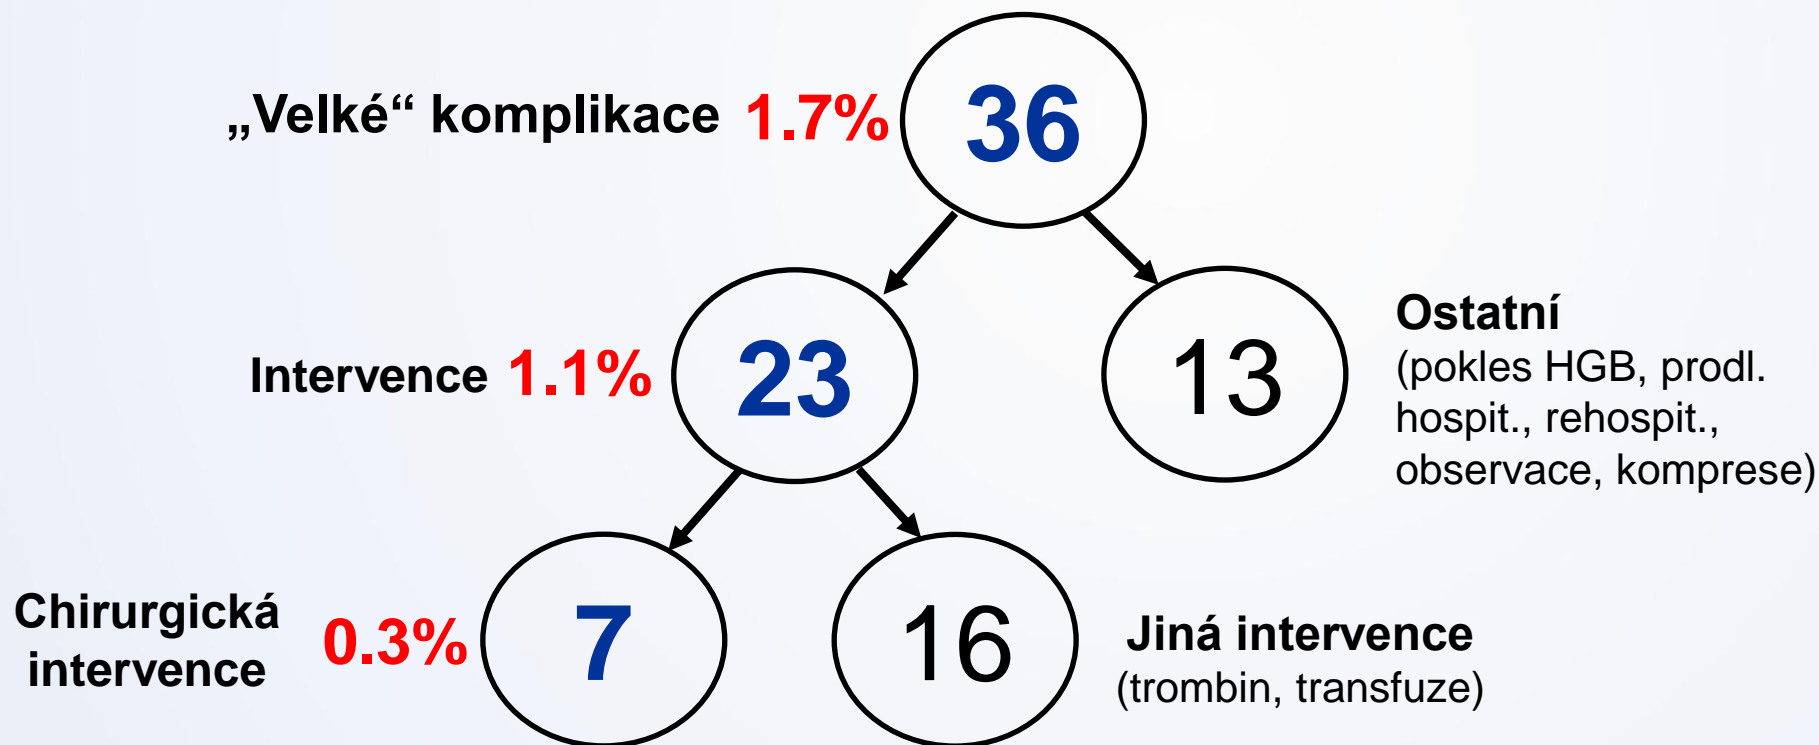 „Velké“ komplikace 1.7% 36
Intervence 1.1% 23
13
Ostatní
(pokles HGB, prodl.
hospit., rehospit.,
observace, komprese)
Chirurgická
intervence
0.3% 7
16
Jiná intervence
(trombin, transfuze)